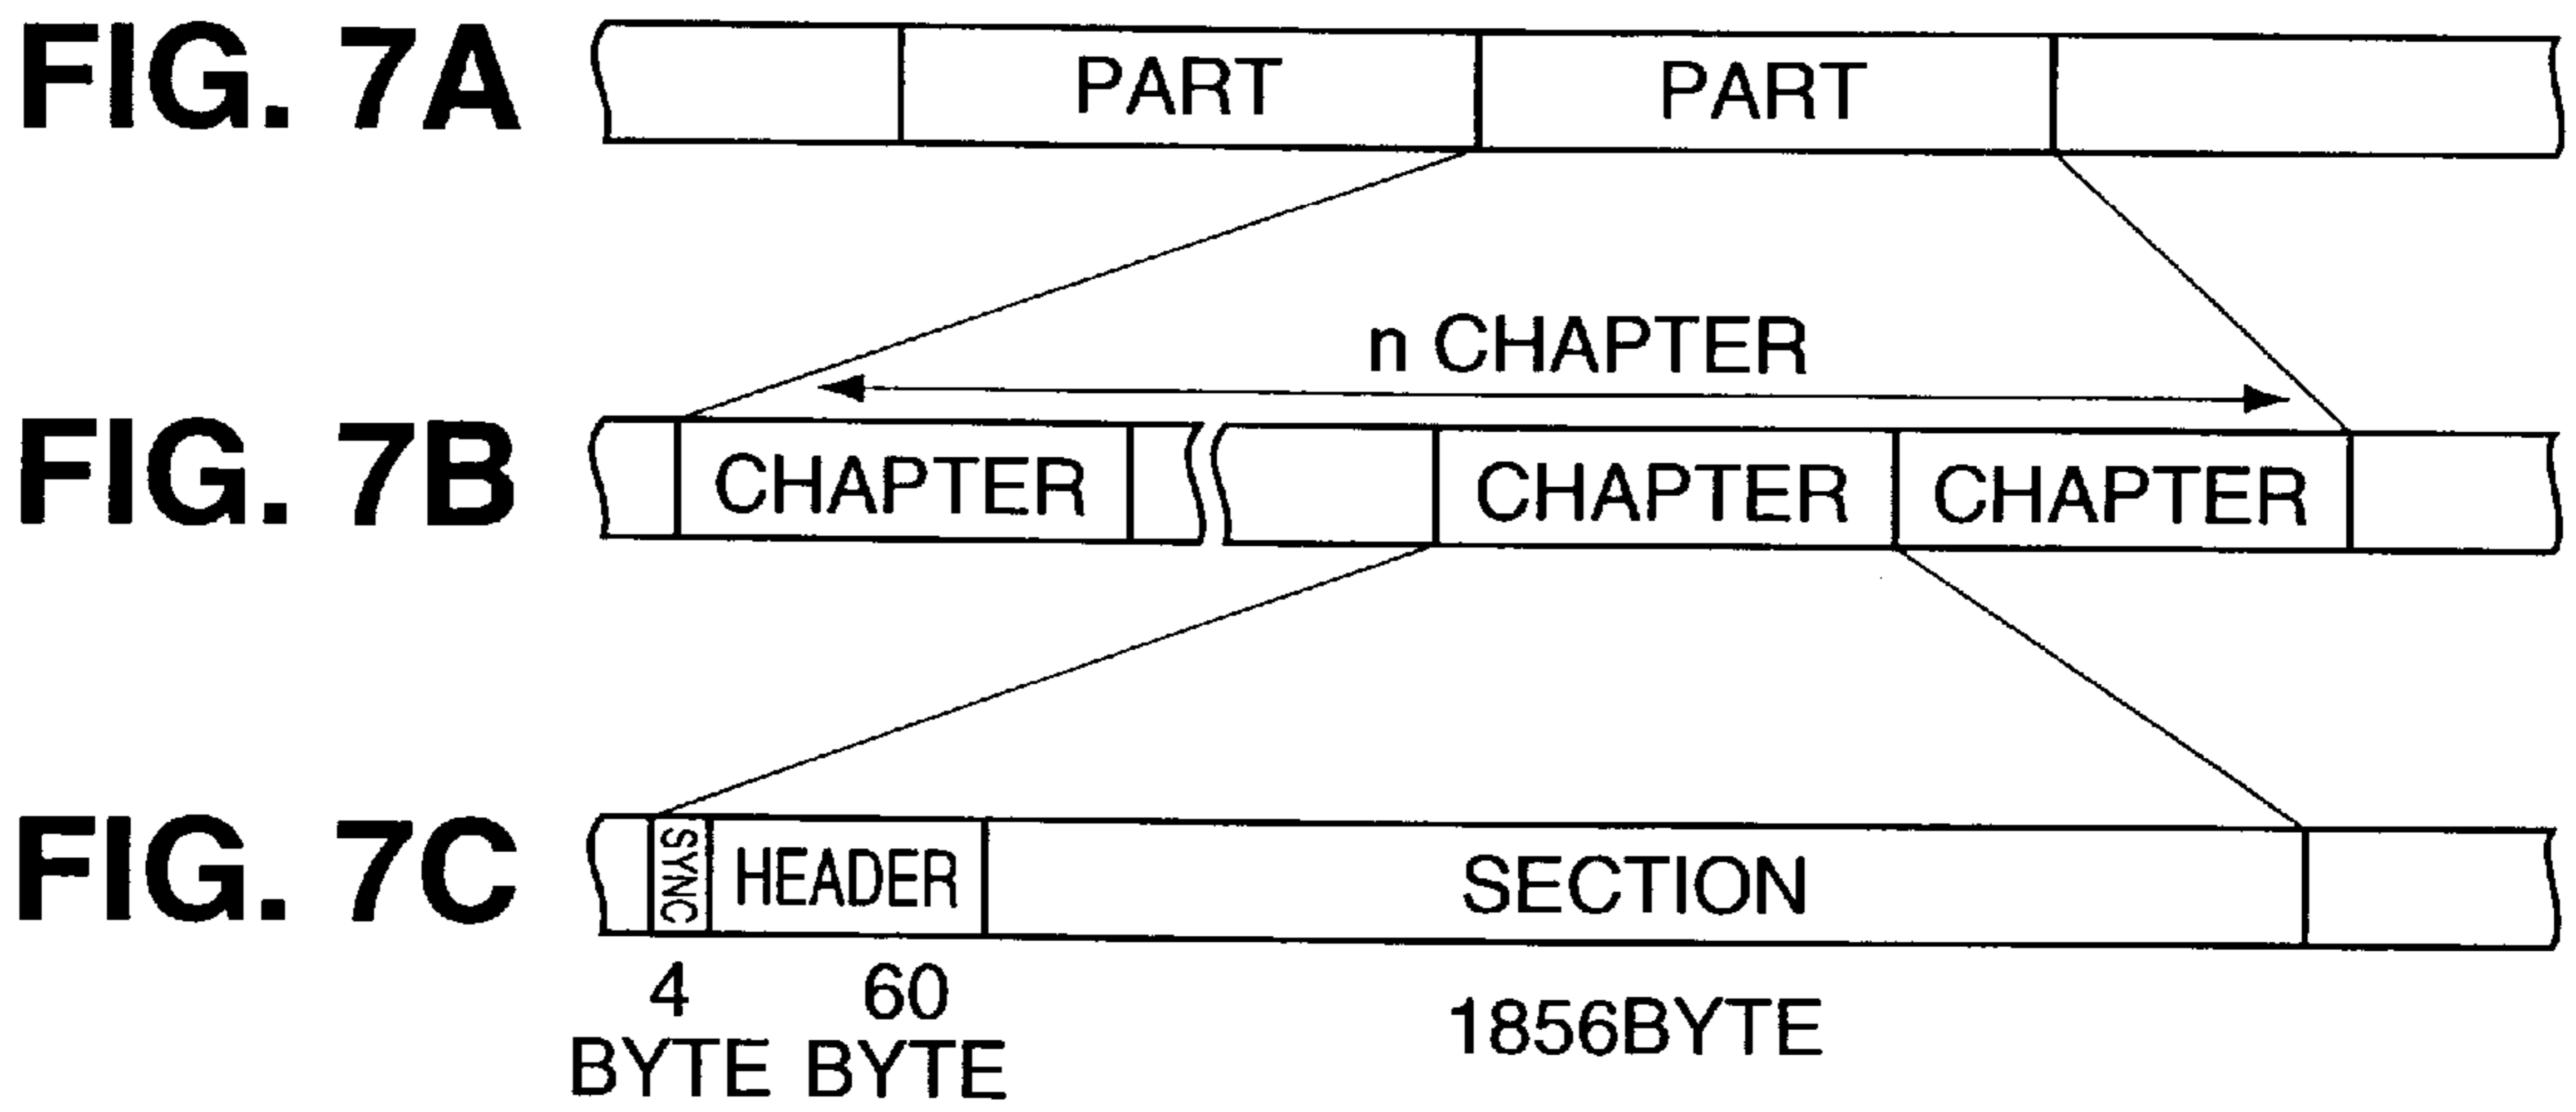 FIG. 7A PART PART
n CHAPTER
FIG. 7B CHAPTER CHAPTER CHAPTER
FIG. 7C SYNC HEADER SECTION
4 60 1856BYTE
BYTE BYTE